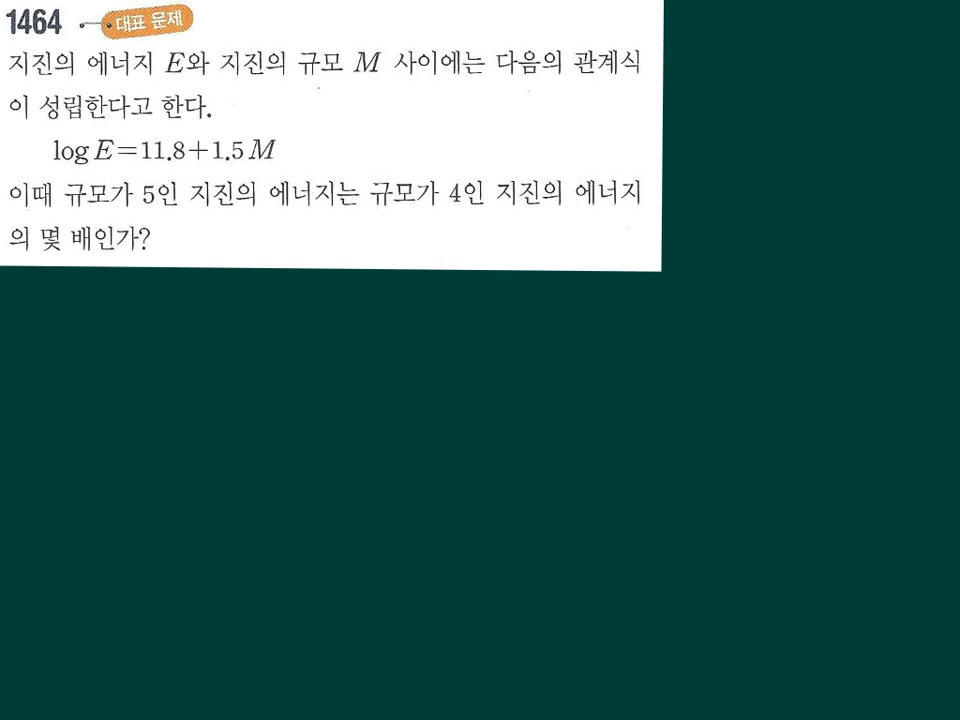 1464 대표 문제
지진의 에너지 E와 지진의 규모 M 사이에는 다음의 관계식
이 성립한다고 한다.
log E=11.8+1.5M
이때 규모가 5인 지진의 에너지는 규모가 4인 지진의 에너지
의 몇 배인가?